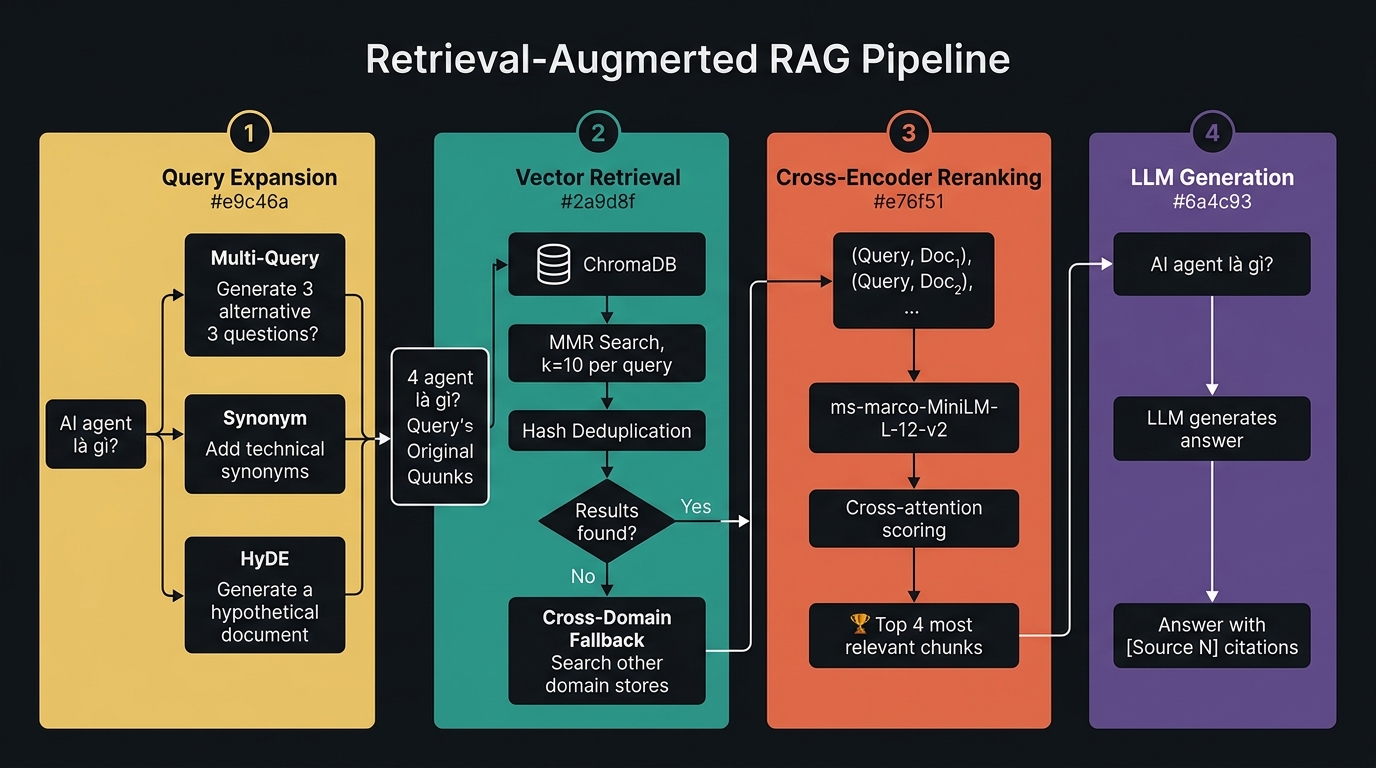 Retrieval-Augmerted RAG Pipeline
1
Query Expansion
#e9c46a
AI agent
là gì?
Multi-Query
Generate 3
alternative
3 questions?
Synonym
Add technical
synonyms
HyDE
Generate a
hypothetical
document
4 agent
là gì?
Query's
Original
Quunks
2
Vector Retrieval
#2a9d8f
ChromaDB
MMR Search,
k=10 per query
Hash Deduplication
Results
found?
Yes
No
Cross-Domain
Fallback
Search other
domain stores
3
Cross-Encoder Reranking
#e76f51
(Query, Doc₁),
(Query, Doc₂),
...
ms-marco-MiniLM-
L-12-v2
Cross-attention
scoring
🏆 Top 4 most
relevant chunks
4
LLM Generation
#6a4c93
AI agent là gì?
LLM generates
answer
Answer with
[Source N] citations